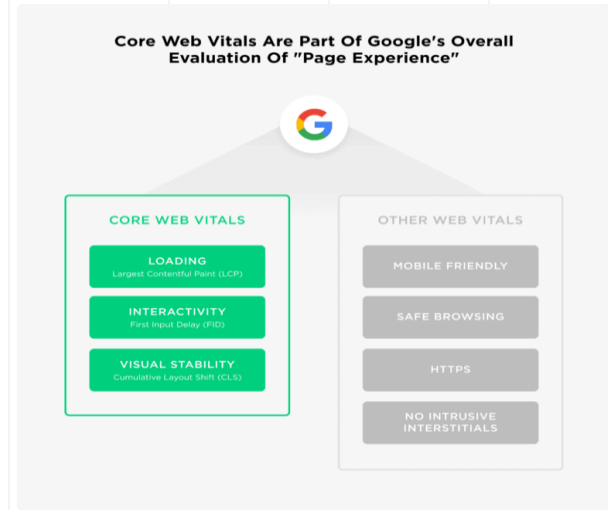 Core Web Vitals Are Part Of Google's Overall
Evaluation Of "Page Experience"
CORE WEB VITALS
LOADING
Largest Contentful Paint (LCP)
INTERACTIVITY
First Input Delay (FID)
VISUAL STABILITY
Cumulative Layout Shift (CLS)
OTHER WEB VITALS
MOBILE FRIENDLY
SAFE BROWSING
HTTPS
NO INTRUSIVE
INTERSTITIALS